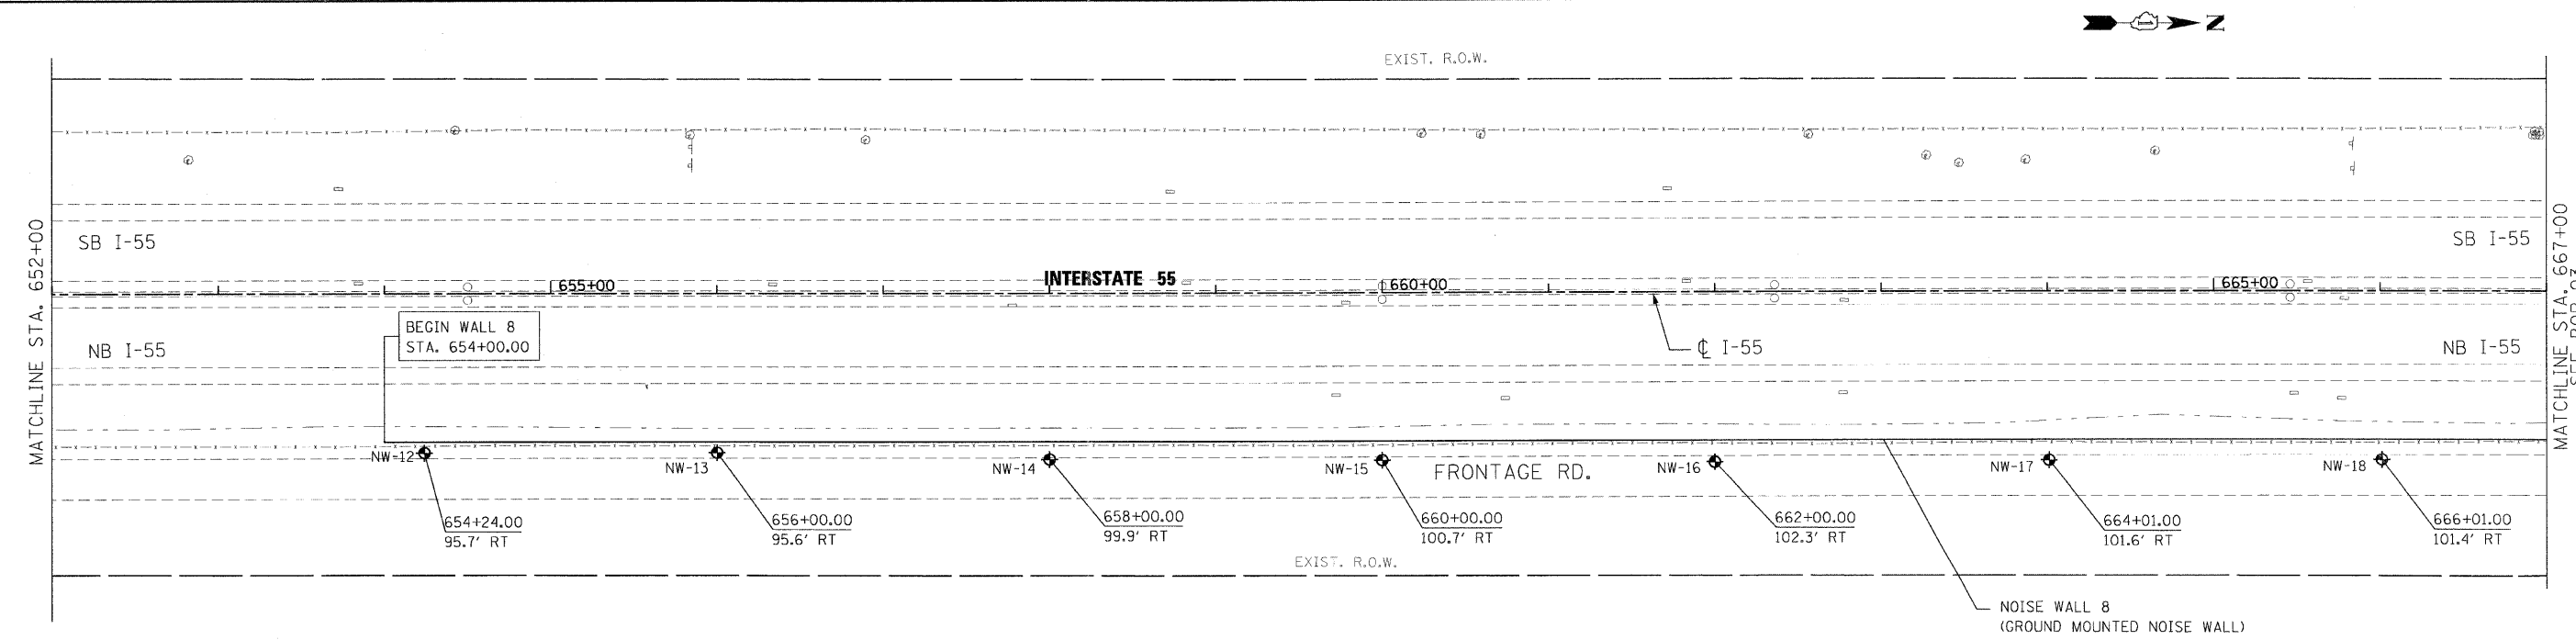 N
EXIST. R.O.W.
MATCHLINE STA. 652+00
SB I-55
SB I-55
INTERSTATE 55
655+00
660+00
665+00
BEGIN WALL 8
STA. 654+00.00
NB I-55
℄ I-55
NB I-55
MATCHLINE STA. 667+00
NW-12
NW-13
NW-14
NW-15
FRONTAGE RD.
NW-16
NW-17
NW-18
654+24.00
95.7' RT
656+00.00
95.6' RT
658+00.00
99.9' RT
660+00.00
100.7' RT
662+00.00
102.3' RT
664+01.00
101.6' RT
666+01.00
101.4' RT
EXIST. R.O.W.
NOISE WALL 8
(GROUND MOUNTED NOISE WALL)